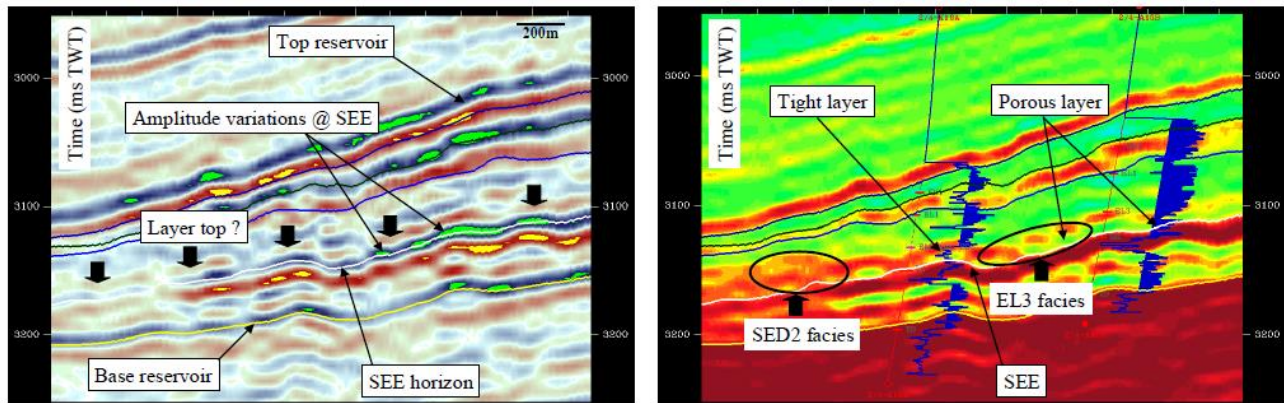 Time (ms TWT)
200m
Top reservoir
3000
3000
Amplitude variations @ SEE
3100
3100
Layer top ?
3200
3200
Base reservoir
SEE horizon
Time (ms TWT)
3000
3000
Tight layer
Porous layer
3100
3100
EL3 facies
SED2 facies
3200
3200
SEE